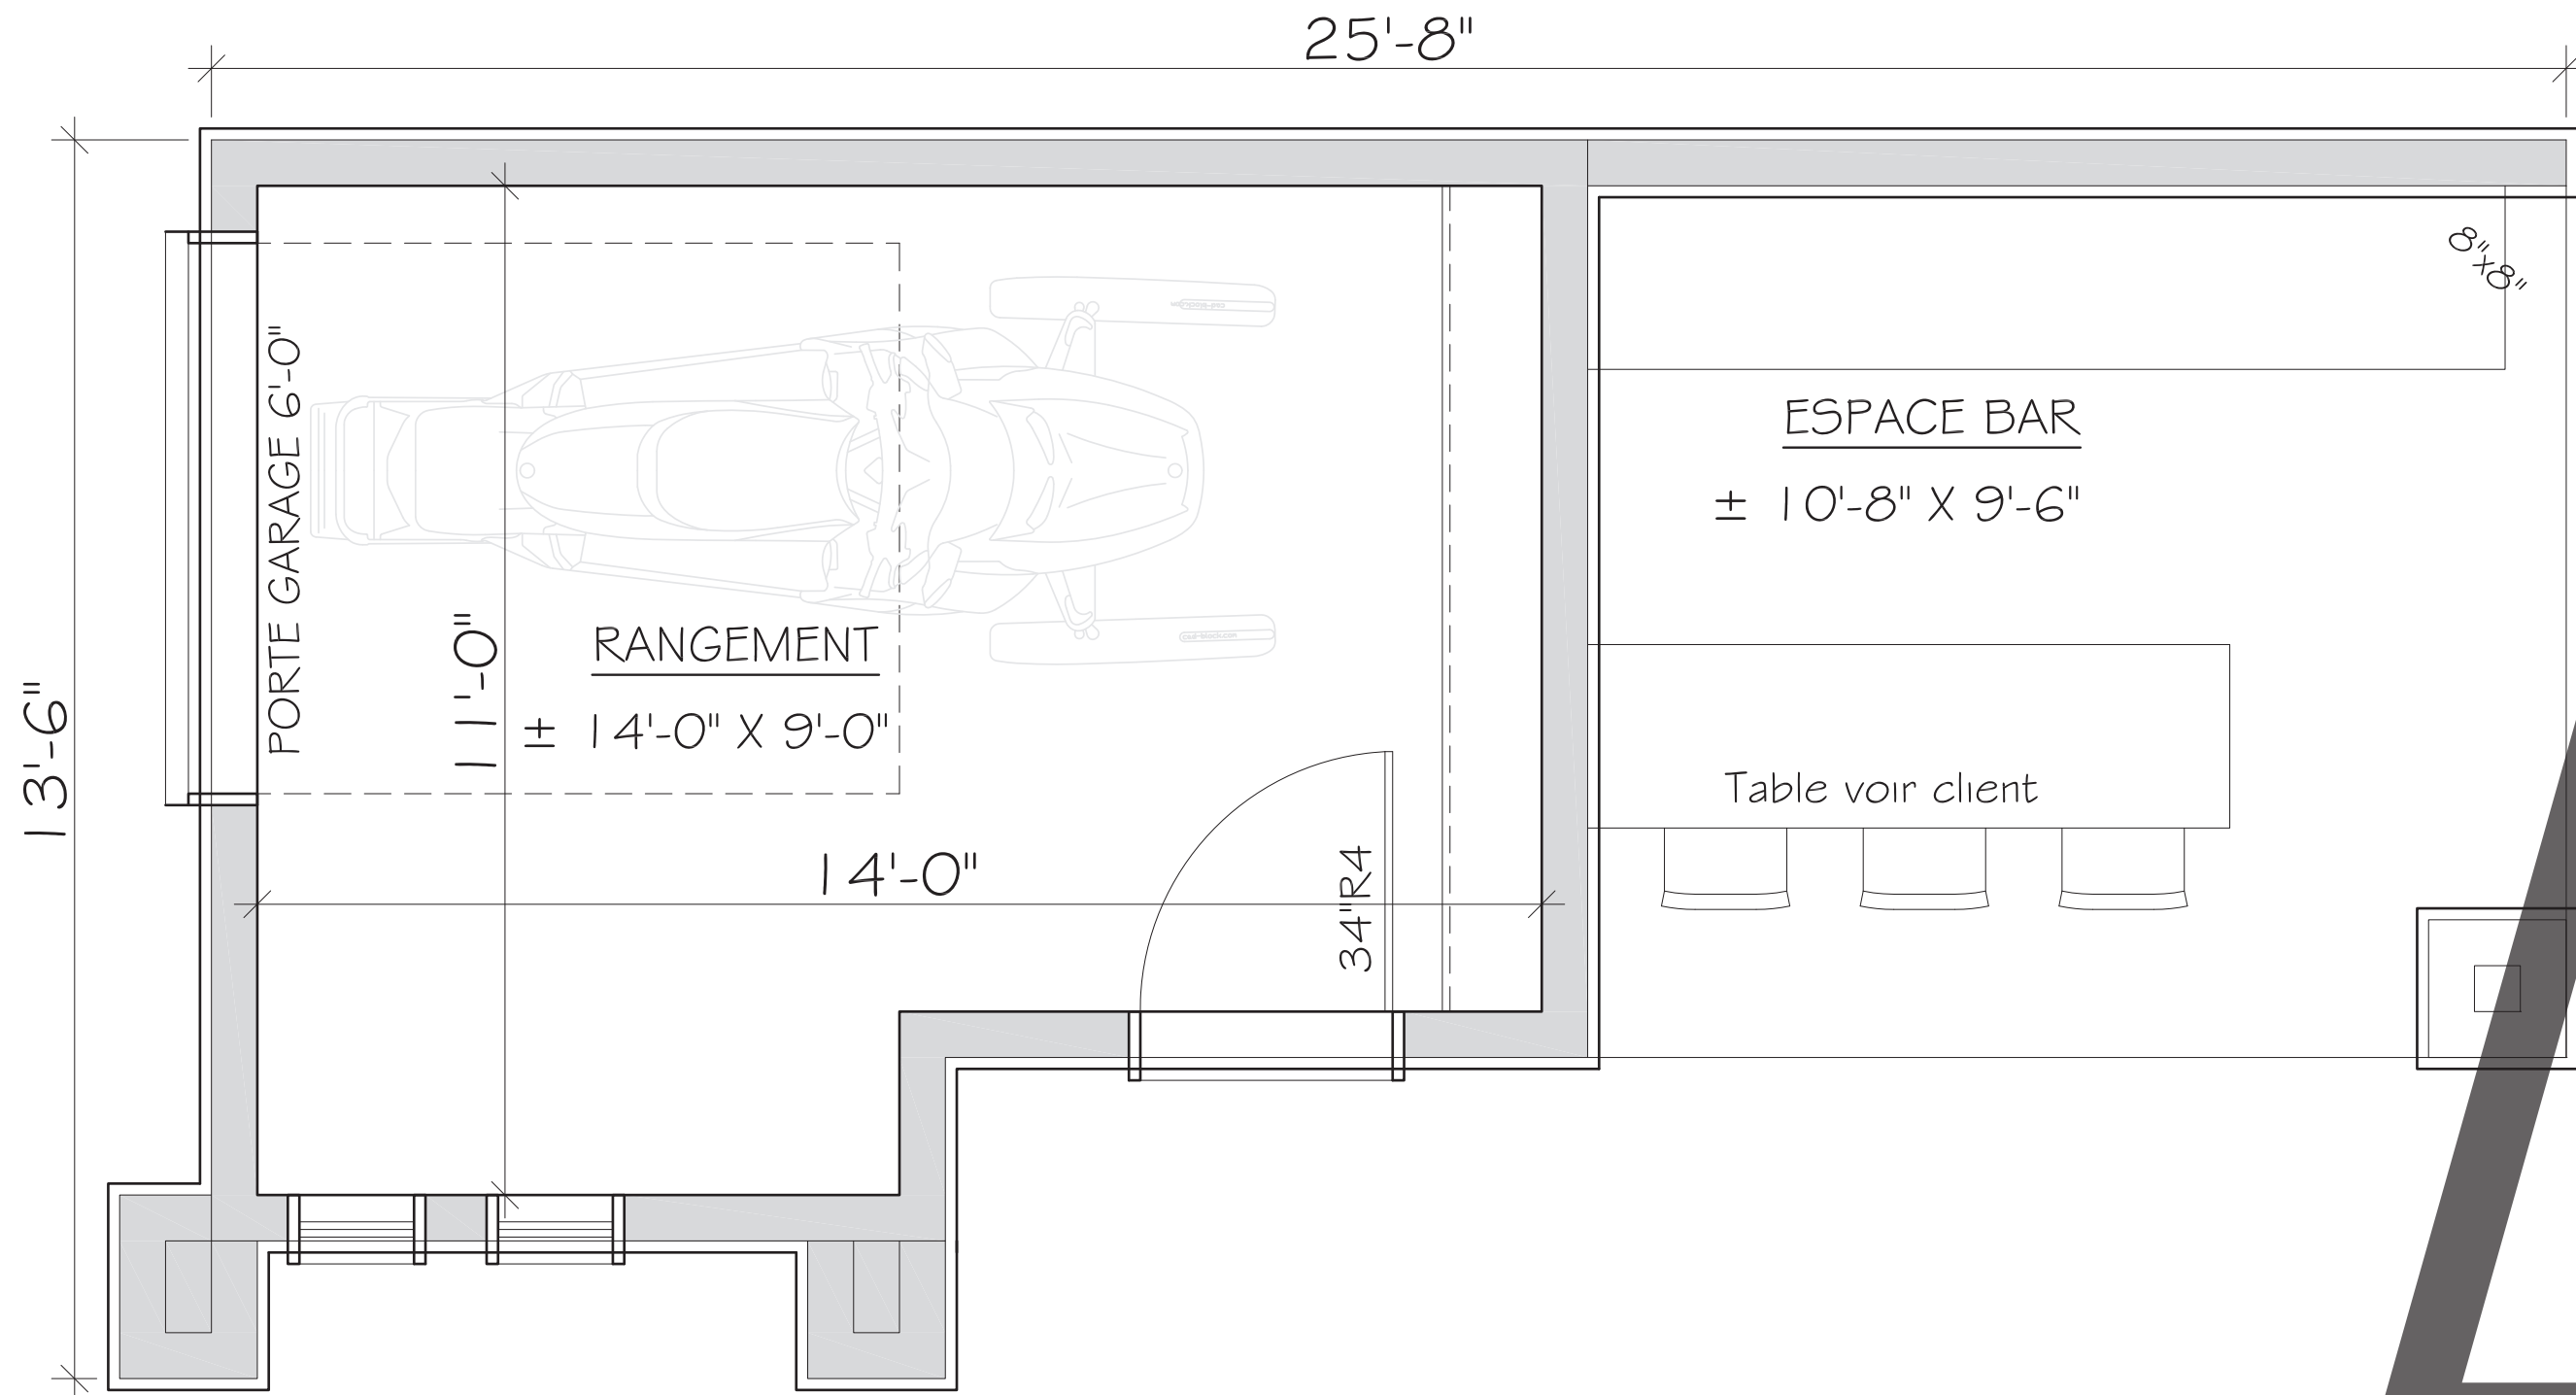 25'-8"
8"x8"
PORTE GARAGE 6'-0"
ESPACE BAR
± 10'-8" X 9'-6"
13'-6"
11'-0"
RANGEMENT
± 14'-0" X 9'-0"
Table voir client
14'-0"
34"R4